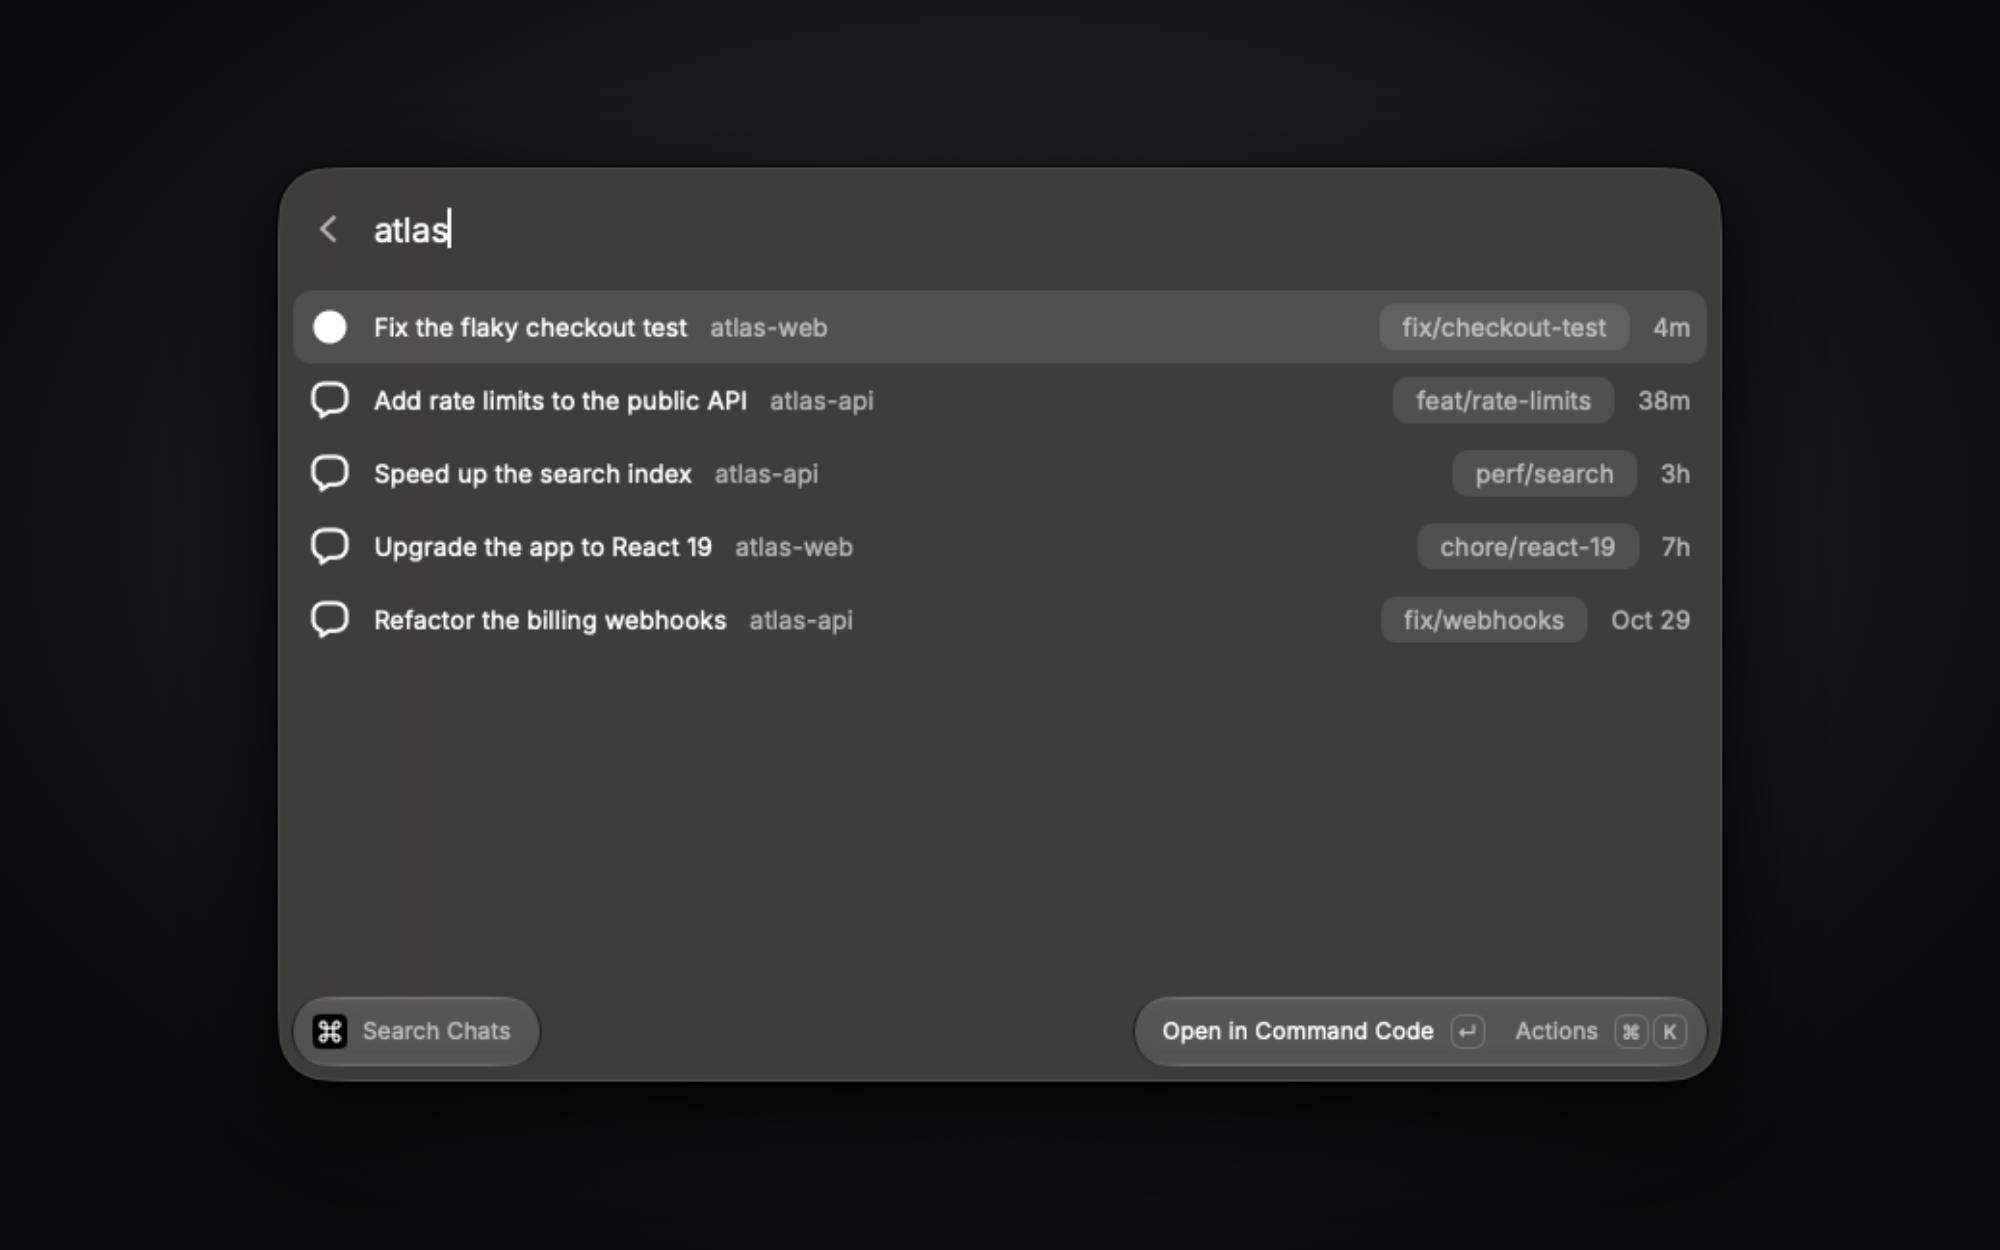 atlas
Fix the flaky checkout test atlas-web fix/checkout-test 4m
Add rate limits to the public API atlas-api feat/rate-limits 38m
Speed up the search index atlas-api perf/search 3h
Upgrade the app to React 19 atlas-web chore/react-19 7h
Refactor the billing webhooks atlas-api fix/webhooks Oct 29
⌘ Search Chats Open in Command Code ↵ Actions ⌘ K